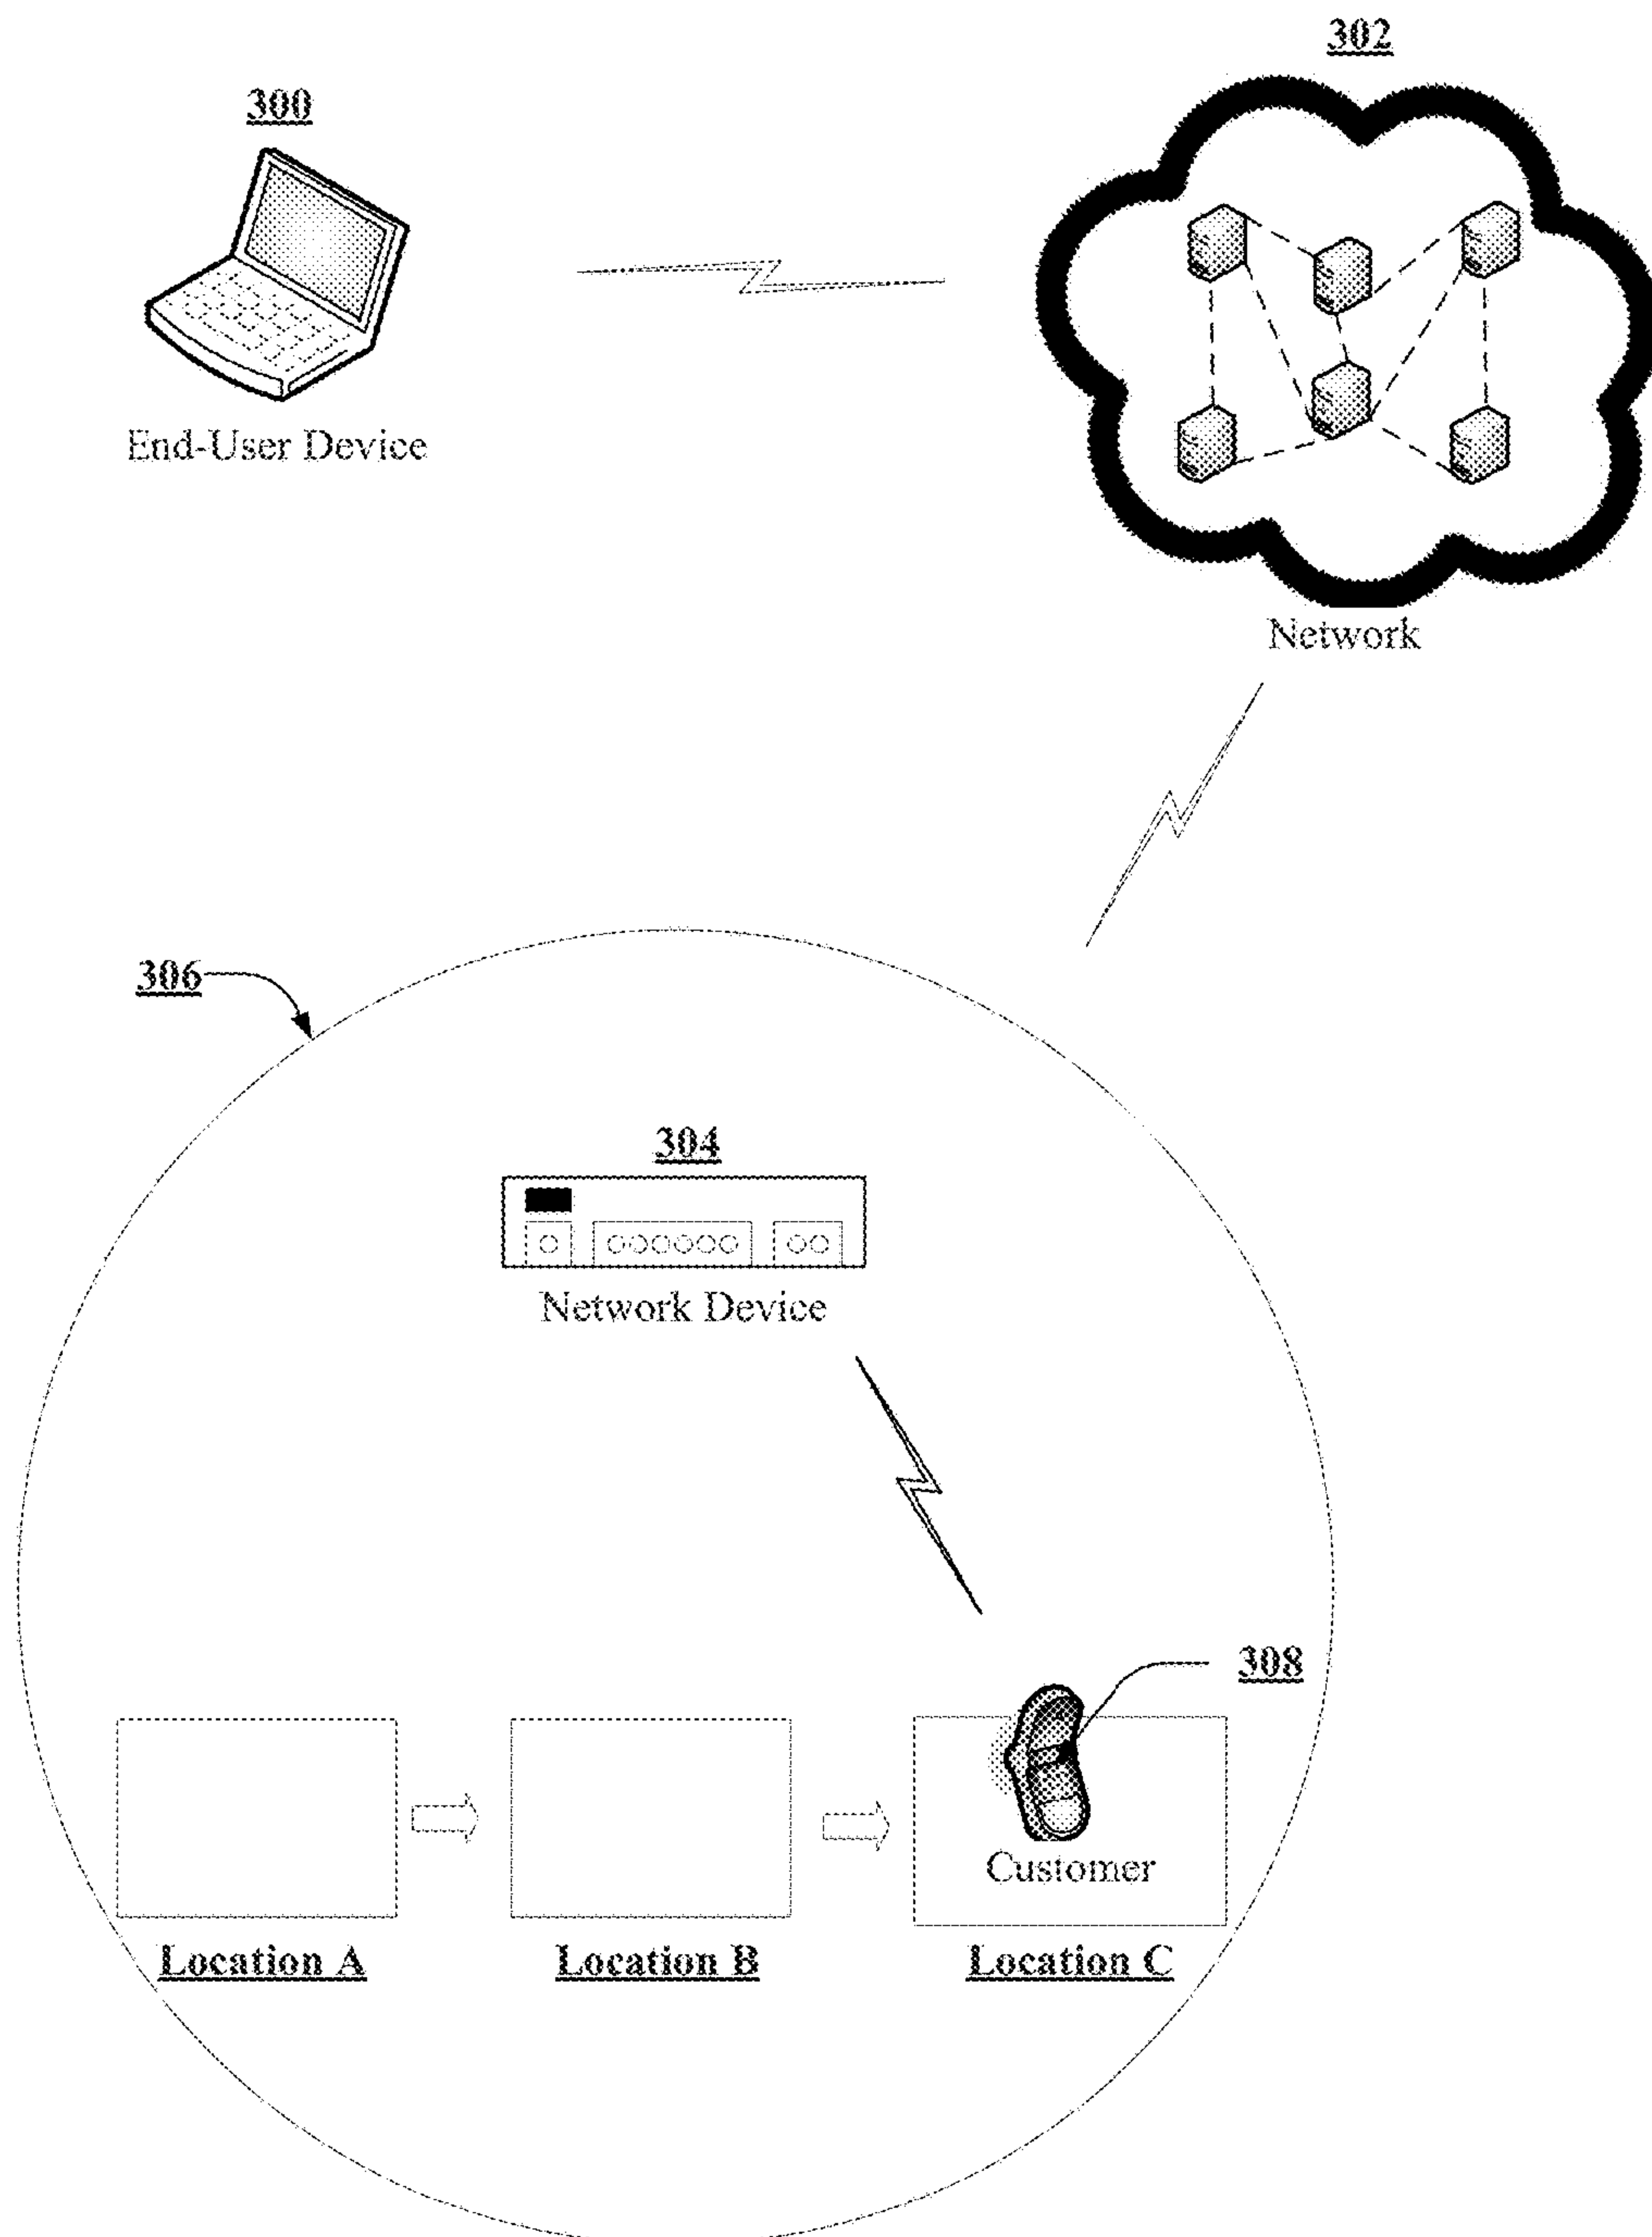 302
300
End-User Device
Network
306
304
Network Device
308
Customer
Location A
Location B
Location C